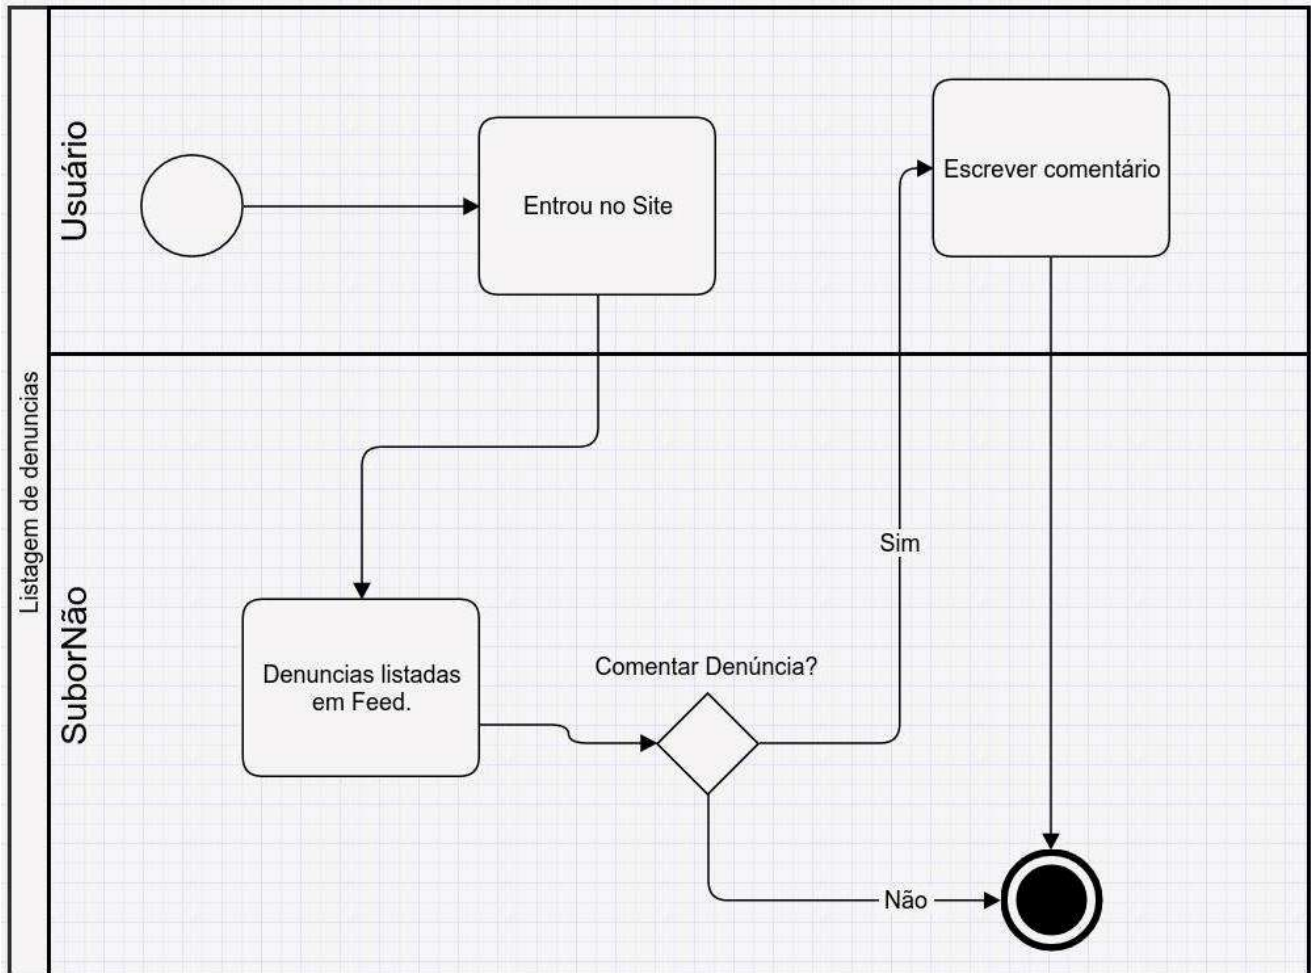 Listagem de denuncias
Usuário
Entrou no Site
Escrever comentário
SuborNão
Denuncias listadas
em Feed.
Comentar Denúncia?
Sim
Não